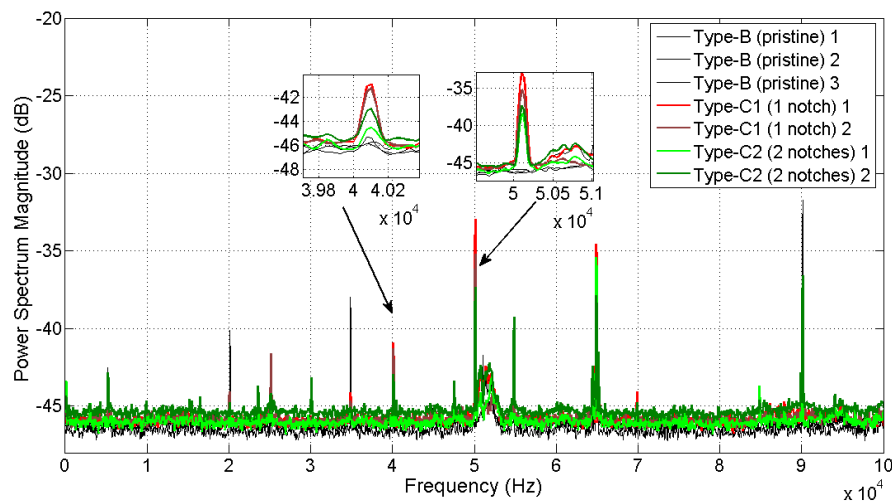 Power Spectrum Magnitude (dB)
-20
-25
-30
-35
-40
-45
0
1
2
3
4
5
6
7
8
9
10
x 10^4
Frequency (Hz)
-42
-44
-46
-48
3.98
4
4.02
x 10^4
-35
-40
-45
5
5.05
5.1
x 10^4
Type-B (pristine) 1
Type-B (pristine) 2
Type-B (pristine) 3
Type-C1 (1 notch) 1
Type-C1 (1 notch) 2
Type-C2 (2 notches) 1
Type-C2 (2 notches) 2